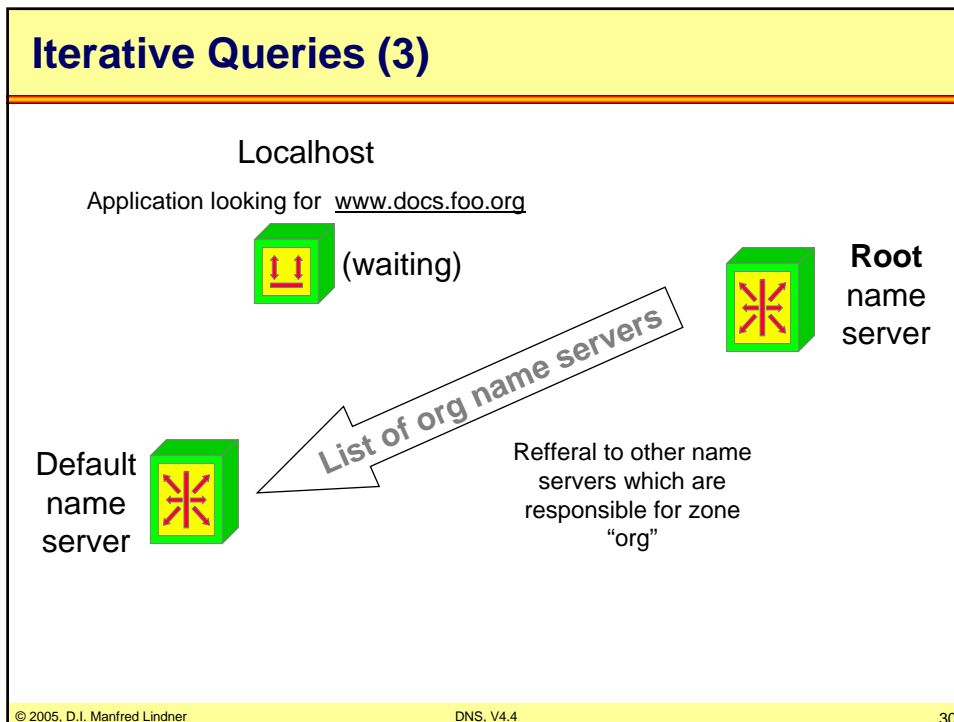 Iterative Queries (3)
Localhost
Application looking for www.docs.foo.org
(waiting)
Root
name
server
List of org name servers
Default
name
server
Refferal to other name
servers which are
responsible for zone
“org”
© 2005, D.I. Manfred Lindner
DNS, V4.4
30